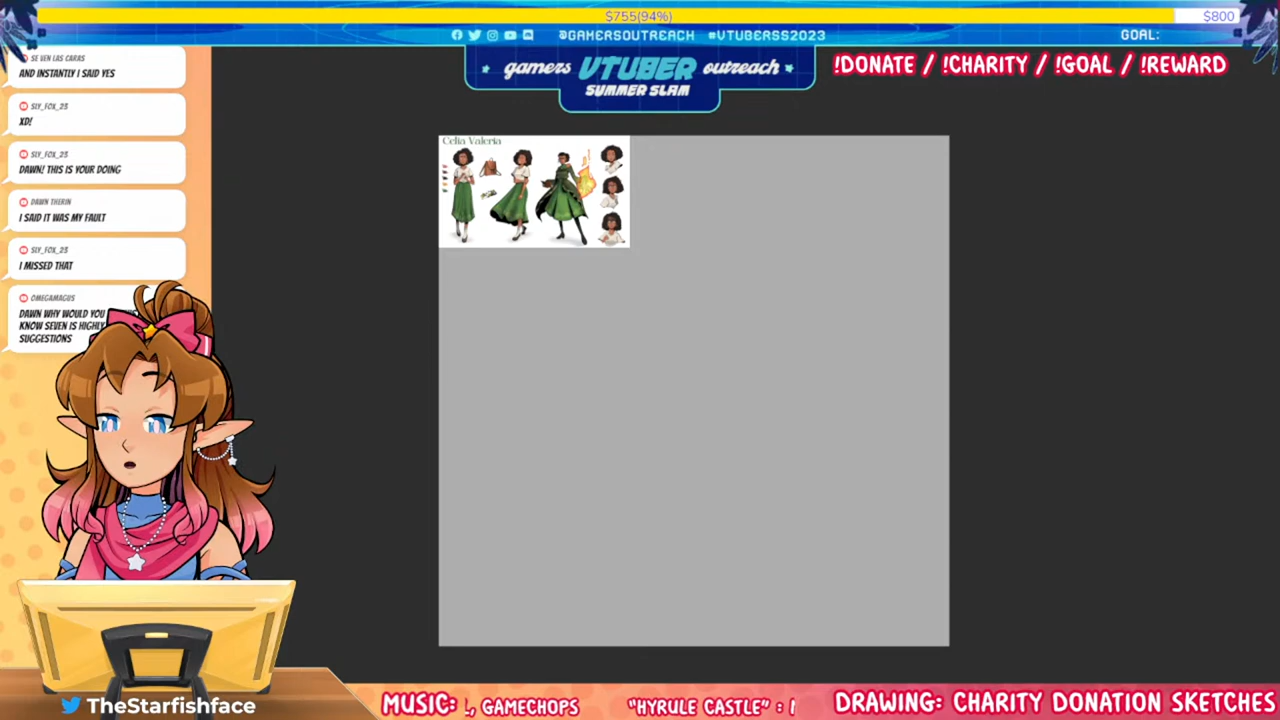 $755(94%)
$800
@GAMERSOUTREACH #VTUBERSS2023
GOAL:
gamers VTUBER outreach
SUMMER SLAM
!DONATE / !CHARITY / !GOAL / !REWARD
SE VEN LAS CARAS
AND INSTANTLY I SAID YES
SLY_FOX_23
XD!
SLY_FOX_23
DAWN! THIS IS YOUR DOING
DAWN THERIN
I SAID IT WAS MY FAULT
SLY_FOX_23
I MISSED THAT
OMEGAMAGUS
DAWN WHY WOULD YOU
KNOW SEVEN IS HIGHLY
SUGGESTIONS
Celia Valeria
TheStarfishface
MUSIC: L, GAMECHOPS "HYRULE CASTLE" :
DRAWING: CHARITY DONATION SKETCHES